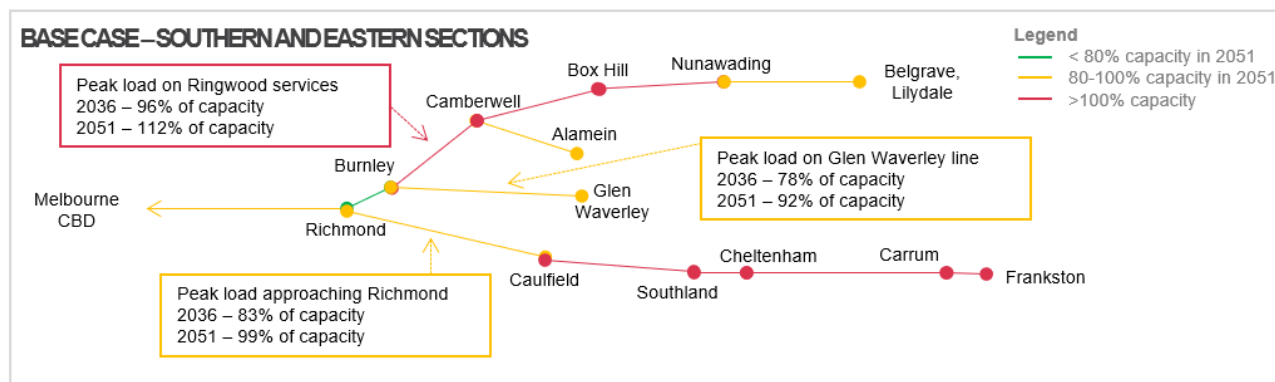 BASE CASE – SOUTHERN AND EASTERN SECTIONS
Legend
< 80% capacity in 2051
80-100% capacity in 2051
>100% capacity
Peak load on Ringwood services
2036 – 96% of capacity
2051 – 112% of capacity
Box Hill
Nunawading
Belgrave,
Lilydale
Camberwell
Alamein
Burnley
Peak load on Glen Waverley line
2036 – 78% of capacity
2051 – 92% of capacity
Glen
Waverley
Melbourne
CBD
Richmond
Cheltenham
Carrum
Caulfield
Southland
Frankston
Peak load approaching Richmond
2036 – 83% of capacity
2051 – 99% of capacity